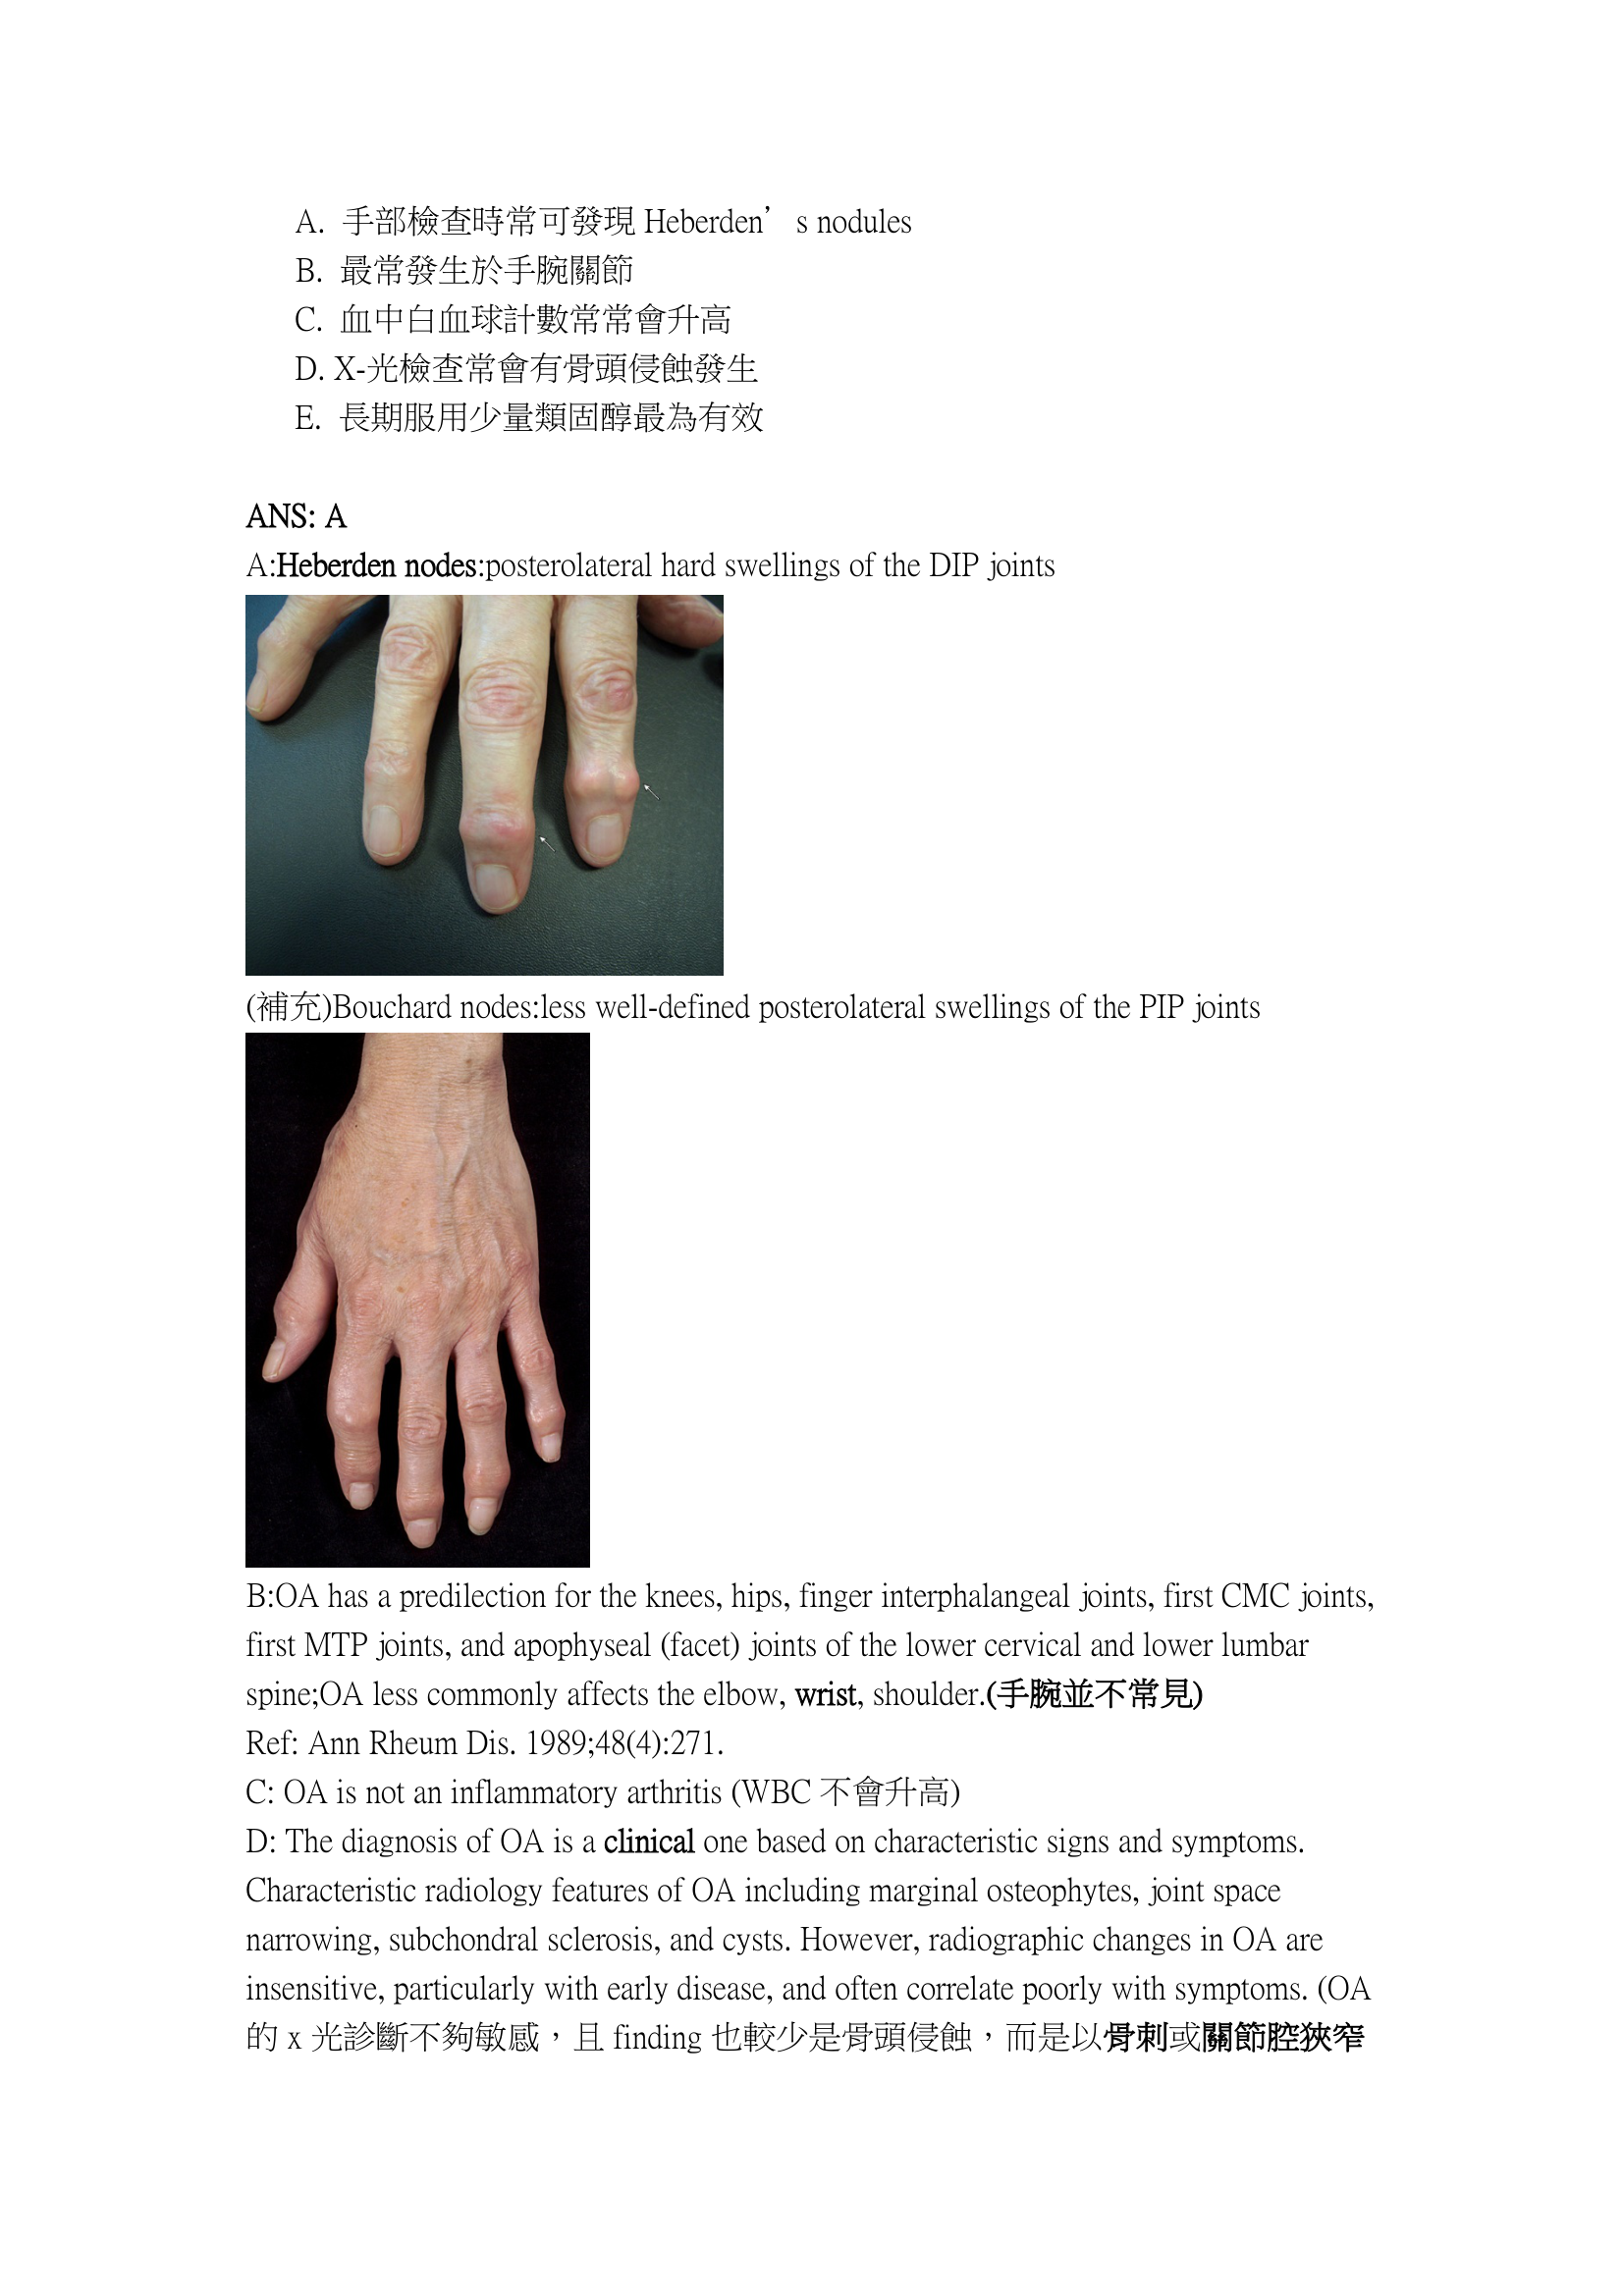 A. 手部檢查時常可發現 Heberden’s nodules
B. 最常發生於手腕關節
C. 血中白血球計數常常會升高
D. X-光檢查常會有骨頭侵蝕發生
E. 長期服用少量類固醇最為有效
ANS: A
A:Heberden nodes:posterolateral hard swellings of the DIP joints
(補充)Bouchard nodes:less well-defined posterolateral swellings of the PIP joints
B:OA has a predilection for the knees, hips, finger interphalangeal joints, first CMC joints,
first MTP joints, and apophyseal (facet) joints of the lower cervical and lower lumbar
spine;OA less commonly affects the elbow, wrist, shoulder.(手腕並不常見)
Ref: Ann Rheum Dis. 1989;48(4):271.
C: OA is not an inflammatory arthritis (WBC 不會升高)
D: The diagnosis of OA is a clinical one based on characteristic signs and symptoms.
Characteristic radiology features of OA including marginal osteophytes, joint space
narrowing, subchondral sclerosis, and cysts. However, radiographic changes in OA are
insensitive, particularly with early disease, and often correlate poorly with symptoms. (OA
的 x 光診斷不夠敏感，且 finding 也較少是骨頭侵蝕，而是以骨刺或關節腔狹窄